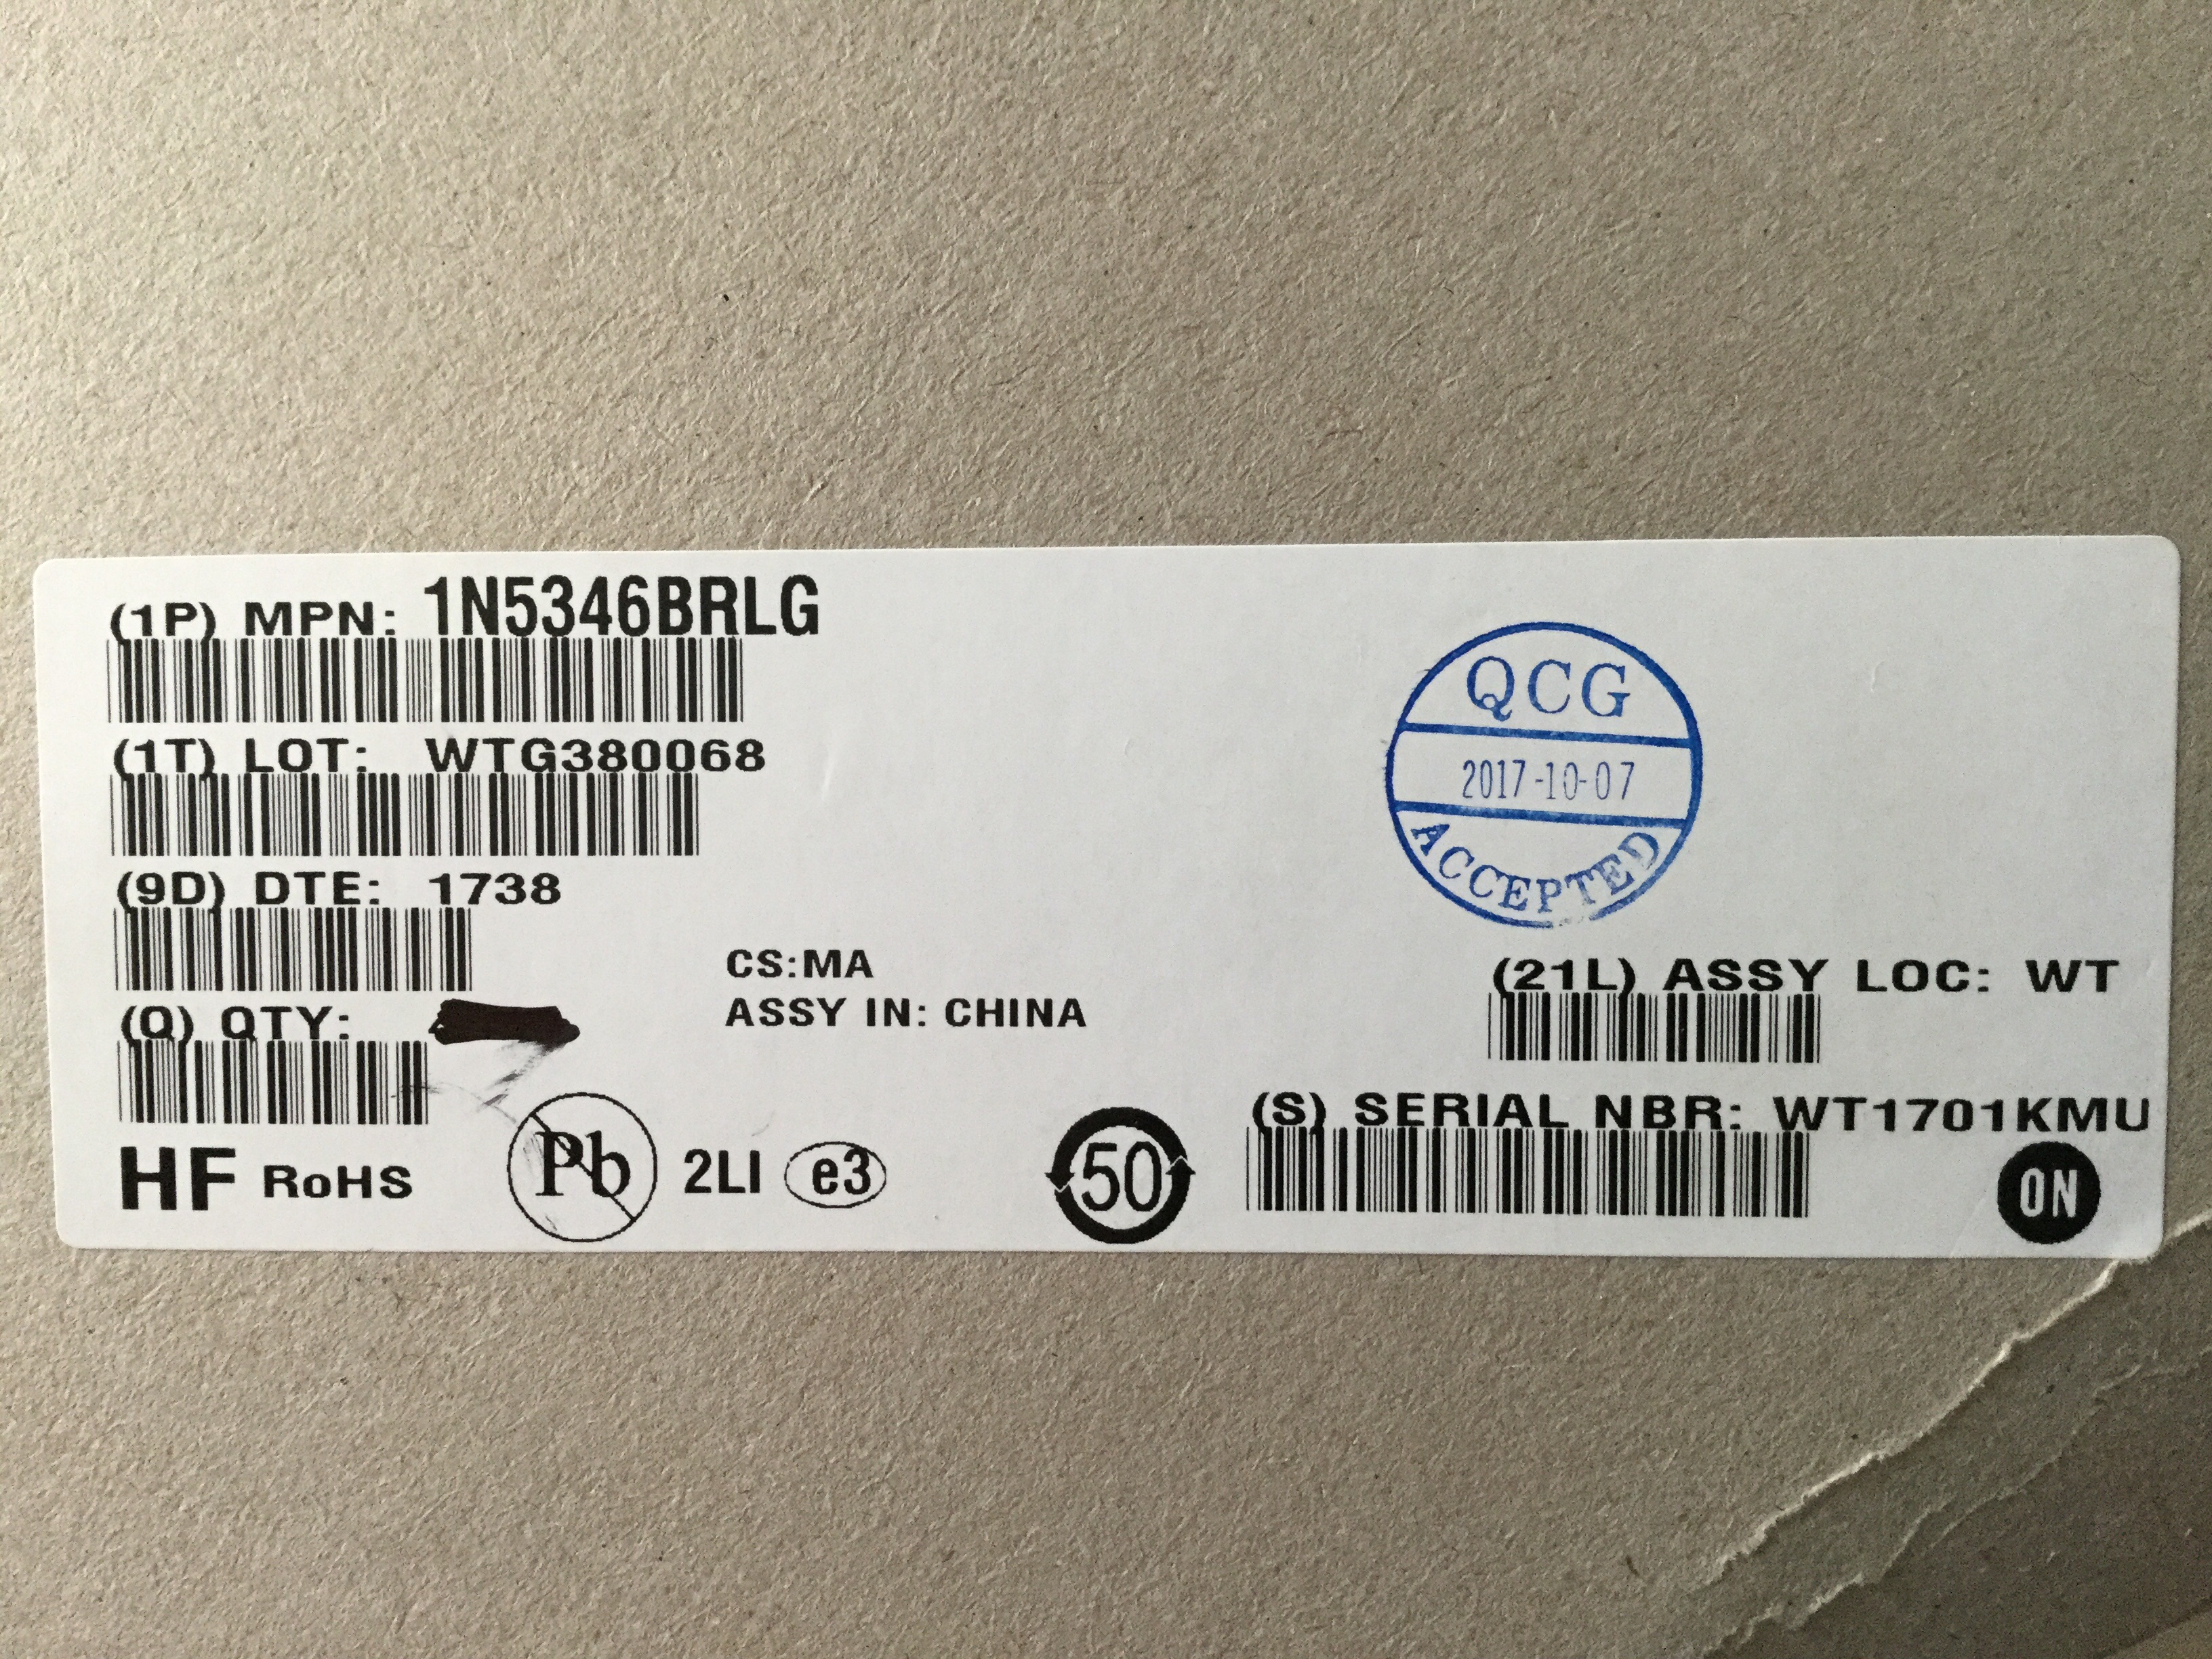 (1P) MPN: 1N5346BRLG
(1T) LOT: WTG380068
(9D) DTE: 1738
(Q) QTY:
CS:MA
ASSY IN: CHINA
HF RoHS
Pb
2LI e3
50
QCG
2017-10-07
ACCEPTED
(21L) ASSY LOC: WT
(S) SERIAL NBR: WT1701KMU
ON